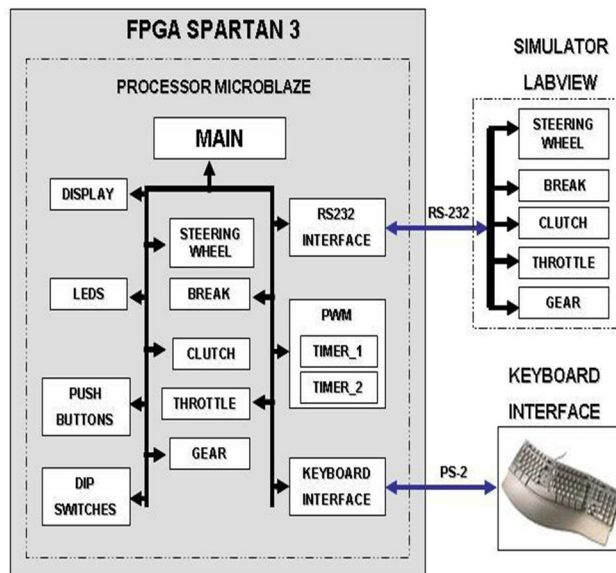 FPGA SPARTAN 3
PROCESSOR MICROBLAZE
MAIN
DISPLAY
STEERING
WHEEL
LEDS
BREAK
CLUTCH
PUSH
BUTTONS
THROTTLE
GEAR
DIP
SWITCHES
RS232
INTERFACE
PWM
TIMER_1
TIMER_2
KEYBOARD
INTERFACE
RS-232
PS-2
SIMULATOR
LABVIEW
STEERING
WHEEL
BREAK
CLUTCH
THROTTLE
GEAR
KEYBOARD
INTERFACE